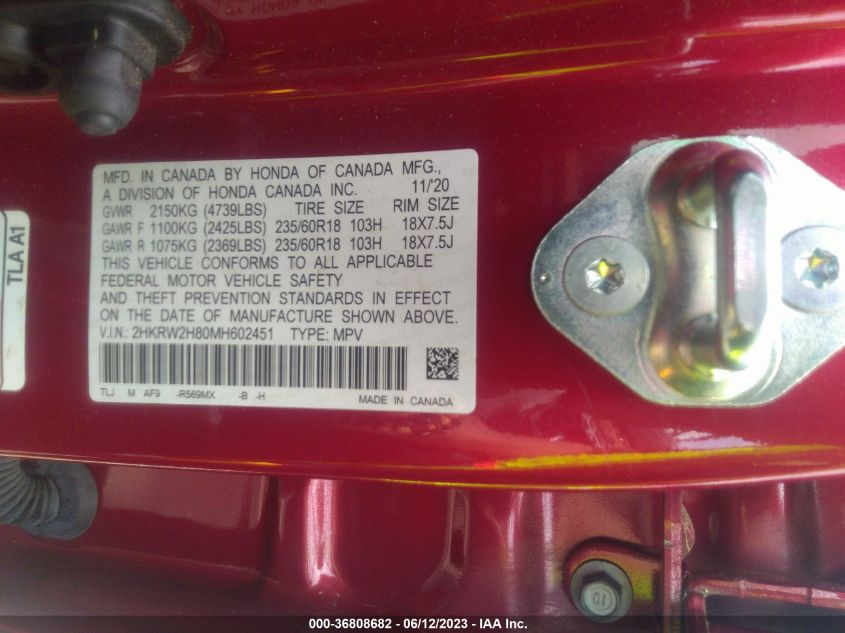 MFD. IN CANADA BY HONDA OF CANADA MFG.,
A DIVISION OF HONDA CANADA INC. 11/'20
GVWR 2150KG (4739LBS) TIRE SIZE RIM SIZE
GAWR F 1100KG (2425LBS) 235/60R18 103H 18X7.5J
GAWR R 1075KG (2369LBS) 235/60R18 103H 18X7.5J
THIS VEHICLE CONFORMS TO ALL APPLICABLE
FEDERAL MOTOR VEHICLE SAFETY
AND THEFT PREVENTION STANDARDS IN EFFECT
ON THE DATE OF MANUFACTURE SHOWN ABOVE.
V.I.N.: 2HKRW2H80MH602451 TYPE: MPV
TLJ M AF9 -R569MX -B -H
MADE IN CANADA
TLA A1
10
000-36808682 - 06/12/2023 - IAA Inc.